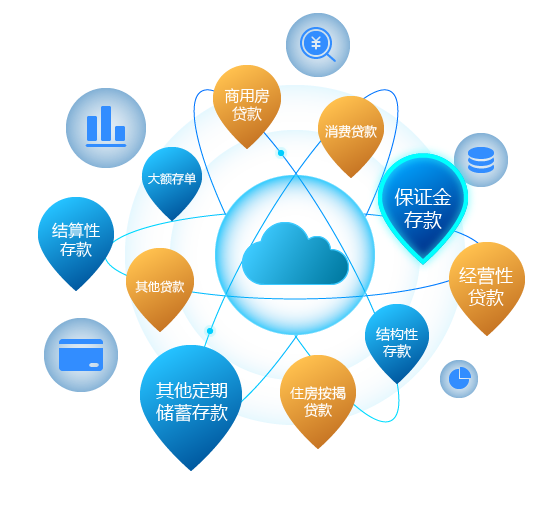 ¥
商用房
贷款
消费贷款
大额存单
保证金
存款
结算性
存款
经营性
贷款
其他贷款
结构性
存款
其他定期
储蓄存款
住房按揭
贷款